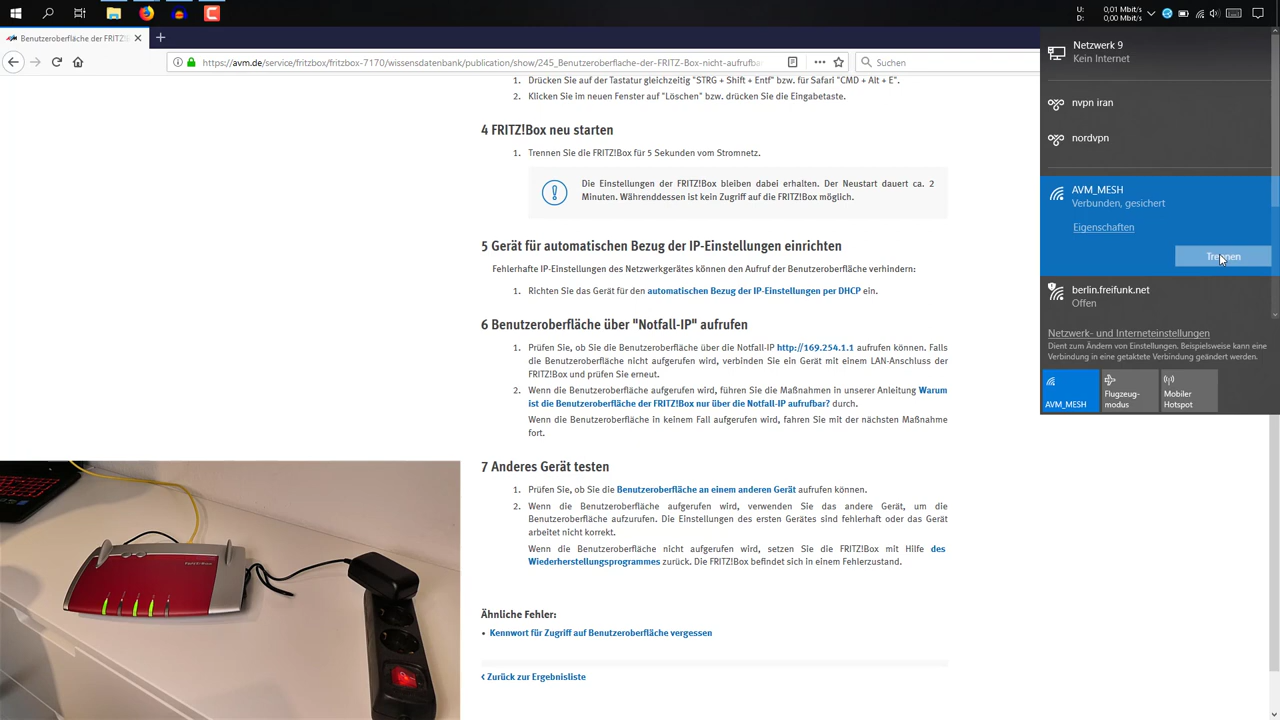 U: 0,01 Mbit/s
D: 0,00 Mbit/s
Benutzeroberfläche der FRITZ!
https://avm.de/service/fritzbox/fritzbox-7170/wissensdatenbank/publication/show/245_Benutzeroberflaeche-der-FRITZ-Box-nicht-aufrufba
Suchen
1. Drücken Sie auf der Tastatur gleichzeitig "STRG + Shift + Entf" bzw. für Safari "CMD + Alt + E".
2. Klicken Sie im neuen Fenster auf "Löschen" bzw. drücken Sie die Eingabetaste.
4 FRITZ!Box neu starten
1. Trennen Sie die FRITZ!Box für 5 Sekunden vom Stromnetz.
Die Einstellungen der FRITZ!Box bleiben dabei erhalten. Der Neustart dauert ca. 2
Minuten. Währenddessen ist kein Zugriff auf die FRITZ!Box möglich.
5 Gerät für automatischen Bezug der IP-Einstellungen einrichten
Fehlerhafte IP-Einstellungen des Netzwerkgerätes können den Aufruf der Benutzeroberfläche verhindern:
1. Richten Sie das Gerät für den automatischen Bezug der IP-Einstellungen per DHCP ein.
6 Benutzeroberfläche über "Notfall-IP" aufrufen
1. Prüfen Sie, ob Sie die Benutzeroberfläche über die Notfall-IP http://169.254.1.1 aufrufen können. Falls
die Benutzeroberfläche nicht aufgerufen wird, verbinden Sie ein Gerät mit einem LAN-Anschluss der
FRITZ!Box und prüfen Sie erneut.
2. Wenn die Benutzeroberfläche aufgerufen wird, führen Sie die Maßnahmen in unserer Anleitung Warum
ist die Benutzeroberfläche der FRITZ!Box nur über die Notfall-IP aufrufbar? durch.
Wenn die Benutzeroberfläche in keinem Fall aufgerufen wird, fahren Sie mit der nächsten Maßnahme
fort.
7 Anderes Gerät testen
1. Prüfen Sie, ob Sie die Benutzeroberfläche an einem anderen Gerät aufrufen können.
2. Wenn die Benutzeroberfläche aufgerufen wird, verwenden Sie das andere Gerät, um die
Benutzeroberfläche aufzurufen. Die Einstellungen des ersten Gerätes sind fehlerhaft oder das Gerät
arbeitet nicht korrekt.
Wenn die Benutzeroberfläche nicht aufgerufen wird, setzen Sie die FRITZ!Box mit Hilfe des
Wiederherstellungsprogrammes zurück. Die FRITZ!Box befindet sich in einem Fehlerzustand.
Ähnliche Fehler:
• Kennwort für Zugriff auf Benutzeroberfläche vergessen
‹ Zurück zur Ergebnisliste
Netzwerk 9
Kein Internet
nvpn iran
nordvpn
AVM_MESH
Verbunden, gesichert
Eigenschaften
Trennen
berlin.freifunk.net
Offen
Netzwerk- und Interneteinstellungen
Dient zum Ändern von Einstellungen. Beispielsweise kann eine
Verbindung in eine getaktete Verbindung geändert werden.
AVM_MESH
Flugzeug-
modus
Mobiler
Hotspot